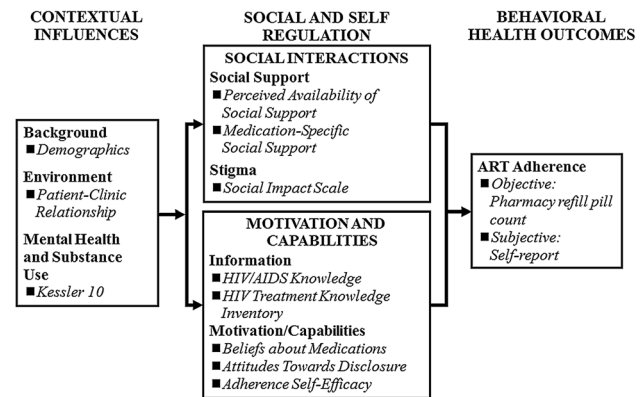 CONTEXTUAL
INFLUENCES
SOCIAL AND SELF
REGULATION
BEHAVIORAL
HEALTH OUTCOMES
Background
■ Demographics
Environment
■ Patient-Clinic
Relationship
Mental Health
and Substance
Use
■ Kessler 10
SOCIAL INTERACTIONS
Social Support
■ Perceived Availability of
Social Support
■ Medication-Specific
Social Support
Stigma
■ Social Impact Scale
MOTIVATION AND
CAPABILITIES
Information
■ HIV/AIDS Knowledge
■ HIV Treatment Knowledge
Inventory
Motivation/Capabilities
■ Beliefs about Medications
■ Attitudes Towards Disclosure
■ Adherence Self-Efficacy
ART Adherence
■ Objective:
Pharmacy refill pill
count
■ Subjective:
Self-report